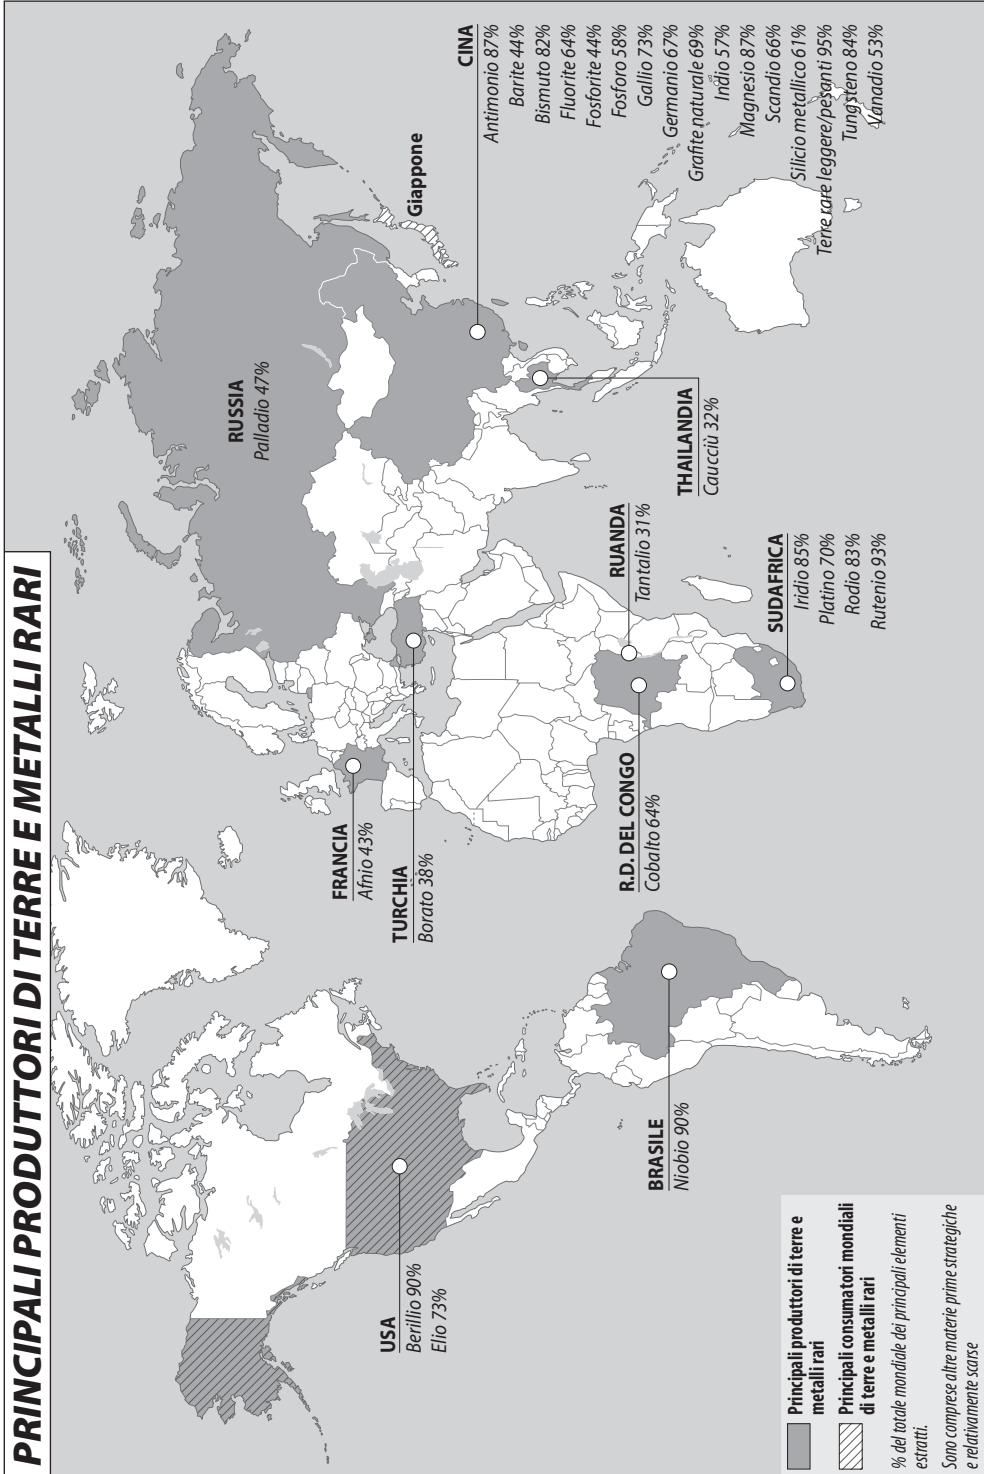 PRINCIPALI PRODUTTORI DI TERRE E METALLI RARI
USA
Berillio 90%
Elio 73%
BRASILE
Niobio 90%
FRANCIA
Afnio 43%
TURCHIA
Borato 38%
R.D. DEL CONGO
Cobalto 64%
RUANDA
Tantalio 31%
SUDAFRICA
Iridio 85%
Platino 70%
Rodio 83%
Rutenio 93%
RUSSIA
Palladio 47%
THAILANDIA
Caucciù 32%
Giappone
CINA
Antimonio 87%
Barite 44%
Bismuto 82%
Fluorite 64%
Fosforite 44%
Fosforo 58%
Gallio 73%
Germanio 67%
Grafite naturale 69%
Indio 57%
Magnesio 87%
Scandio 66%
Silicio metallico 61%
Terre rare leggere/pesanti 95%
Tungsteno 84%
Vanadio 53%
Principali produttori di terre e
metalli rari
Principali consumatori mondiali
di terre e metalli rari
% del totale mondiale dei principali elementi
estratti.
Sono comprese altre materie prime strategiche
e relativamente scarse